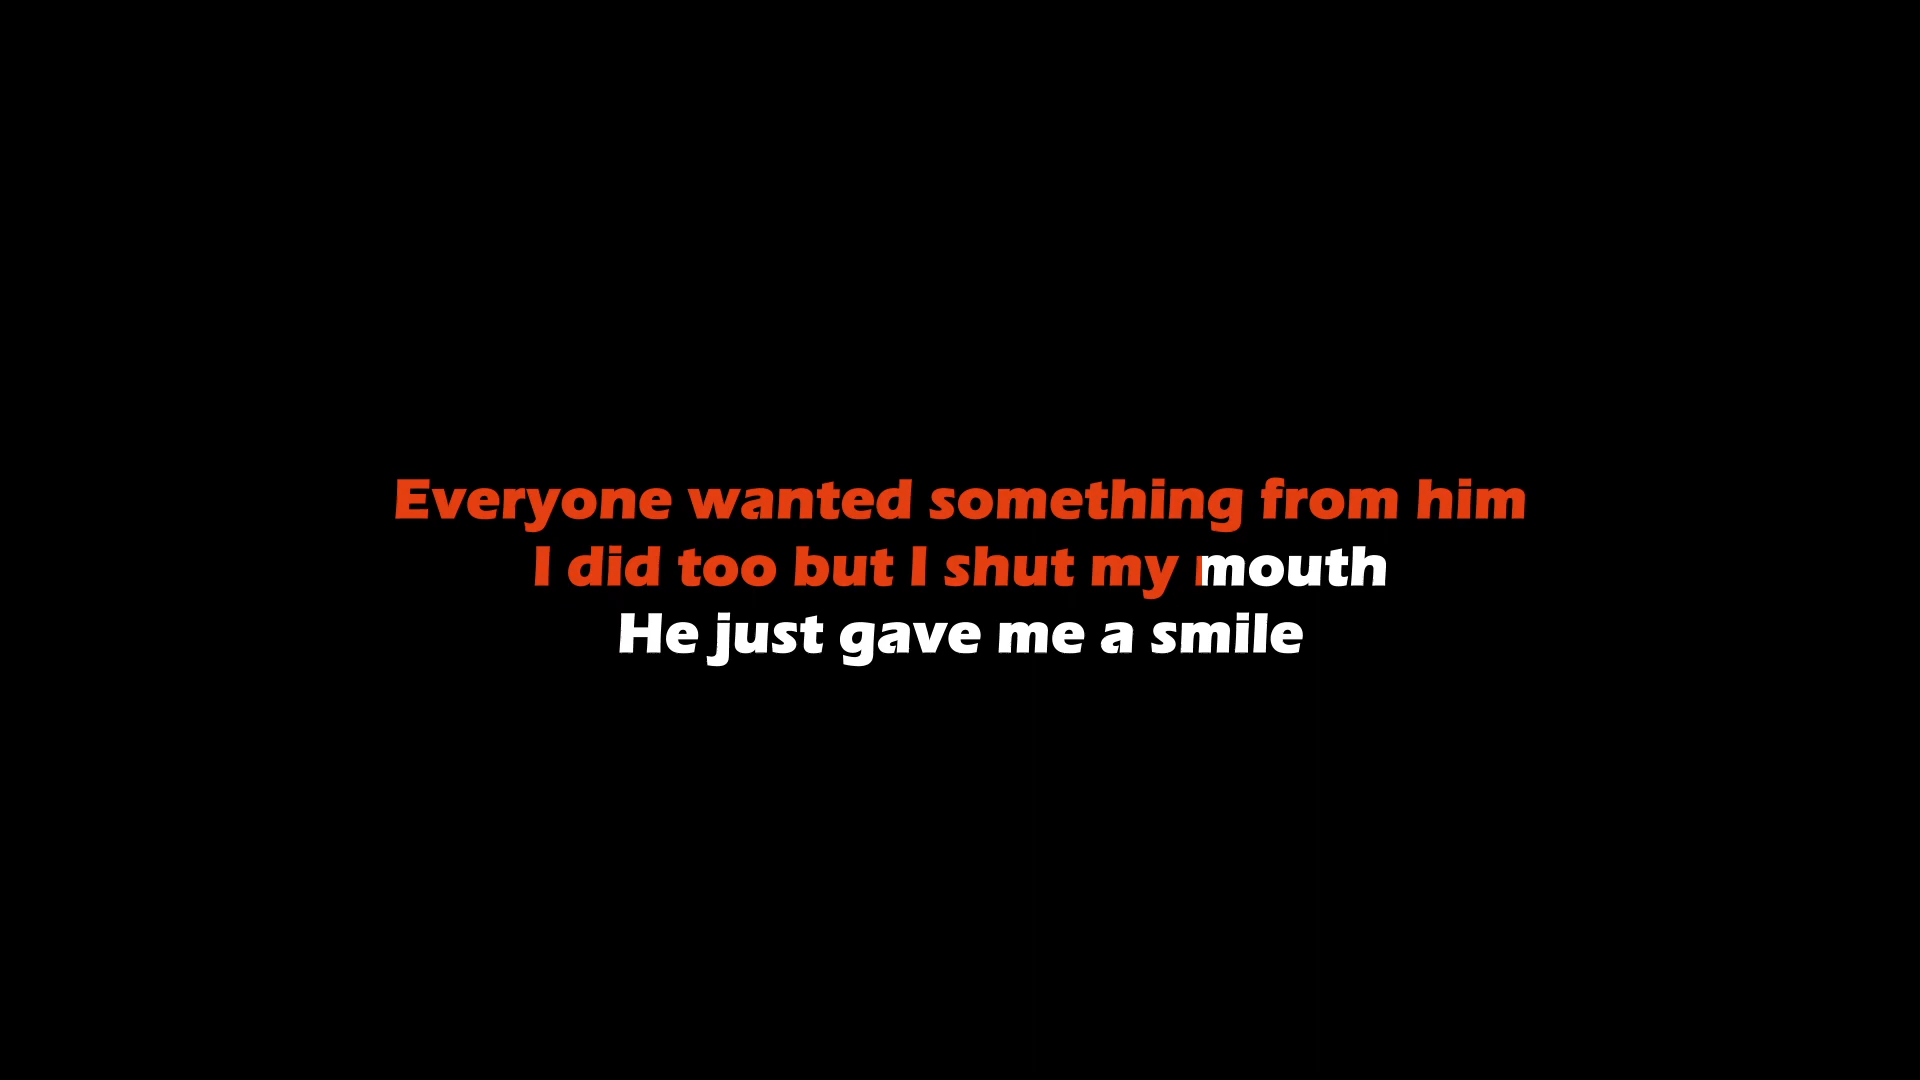 Everyone wanted something from him
I did too but I shut my mouth
He just gave me a smile